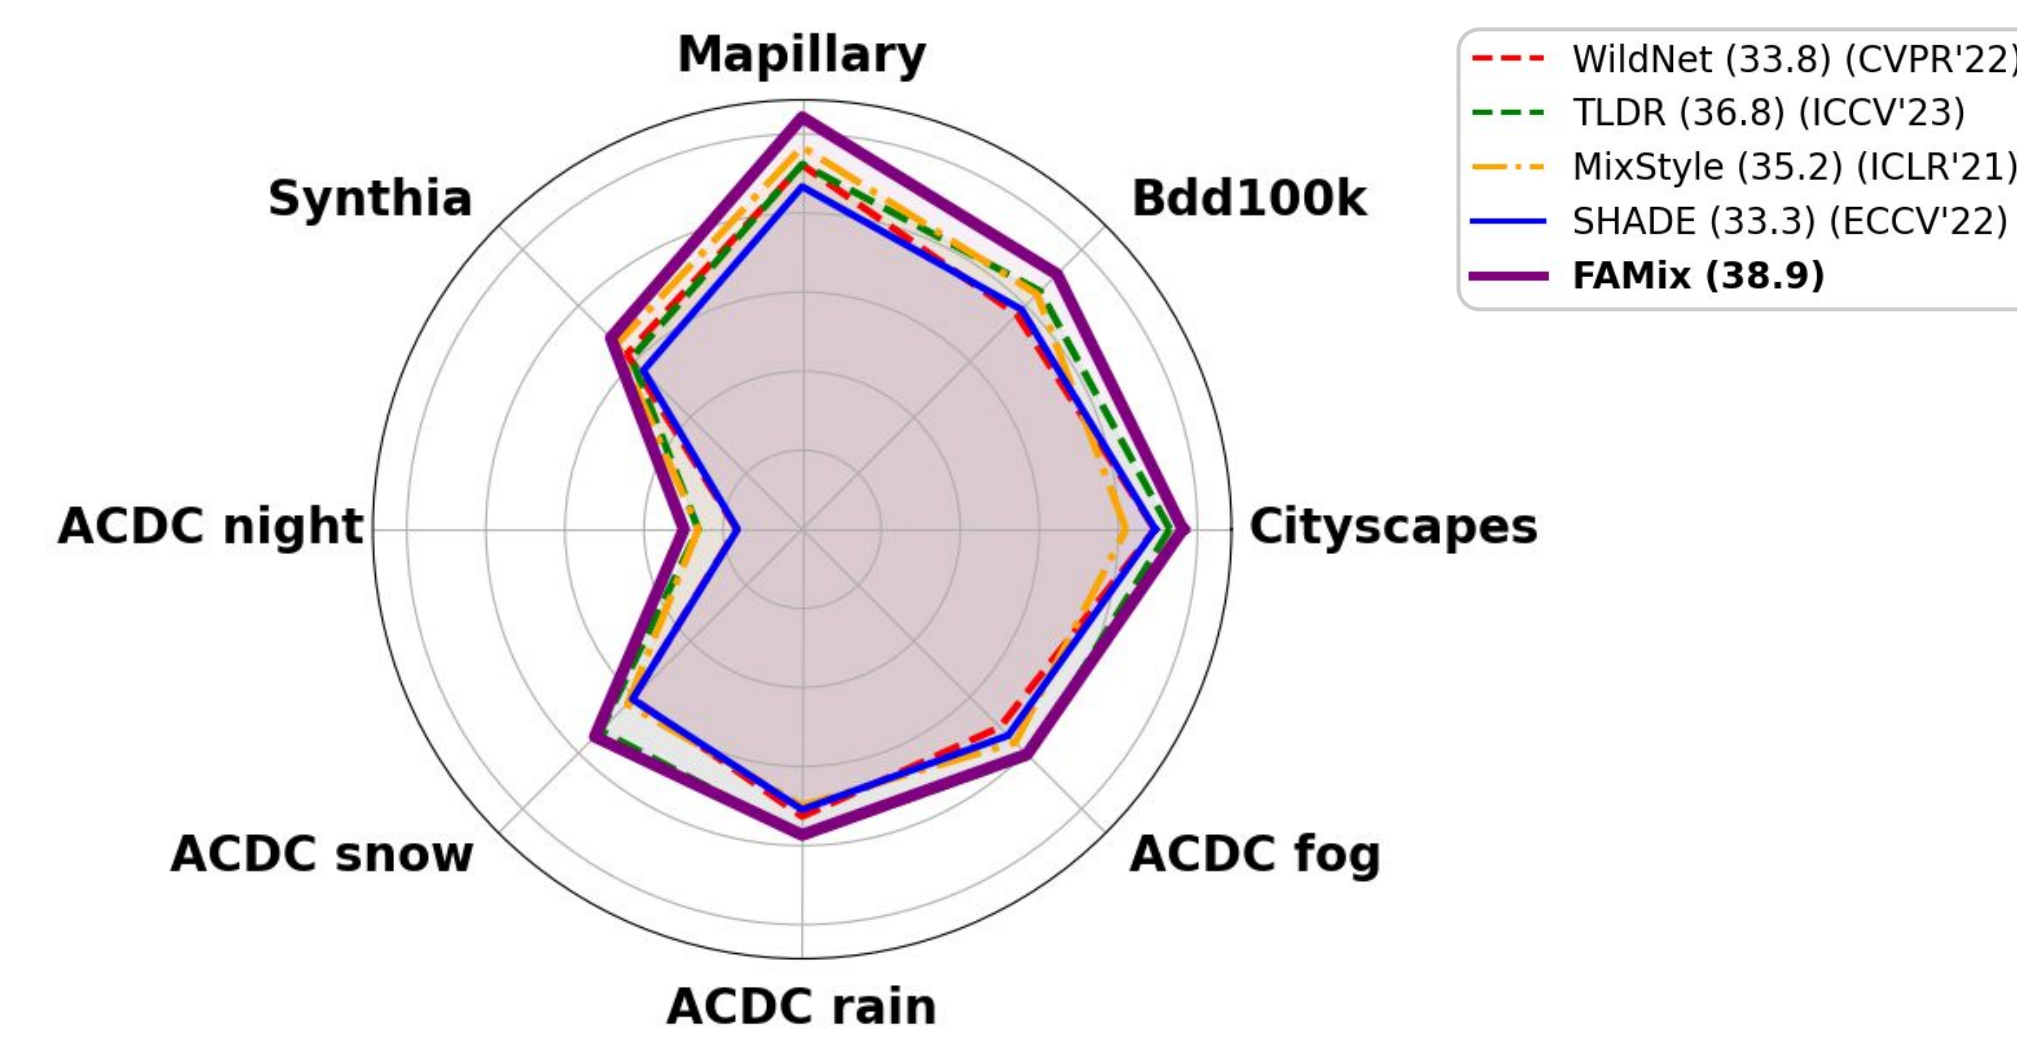 Mapillary
Synthia
Bdd100k
ACDC night
Cityscapes
ACDC snow
ACDC fog
ACDC rain
WildNet (33.8) (CVPR'22)
TLDR (36.8) (ICCV'23)
MixStyle (35.2) (ICLR'21)
SHADE (33.3) (ECCV'22)
FAMix (38.9)